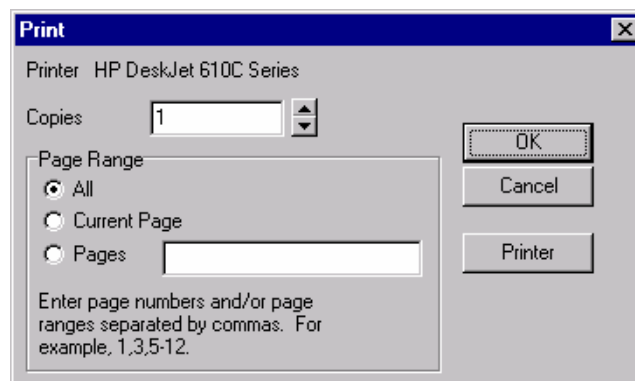 Print
Printer HP DeskJet 610C Series
Copies 1
OK
Page Range
All
Cancel
Current Page
Pages
Printer
Enter page numbers and/or page
ranges separated by commas. For
example, 1,3,5-12.